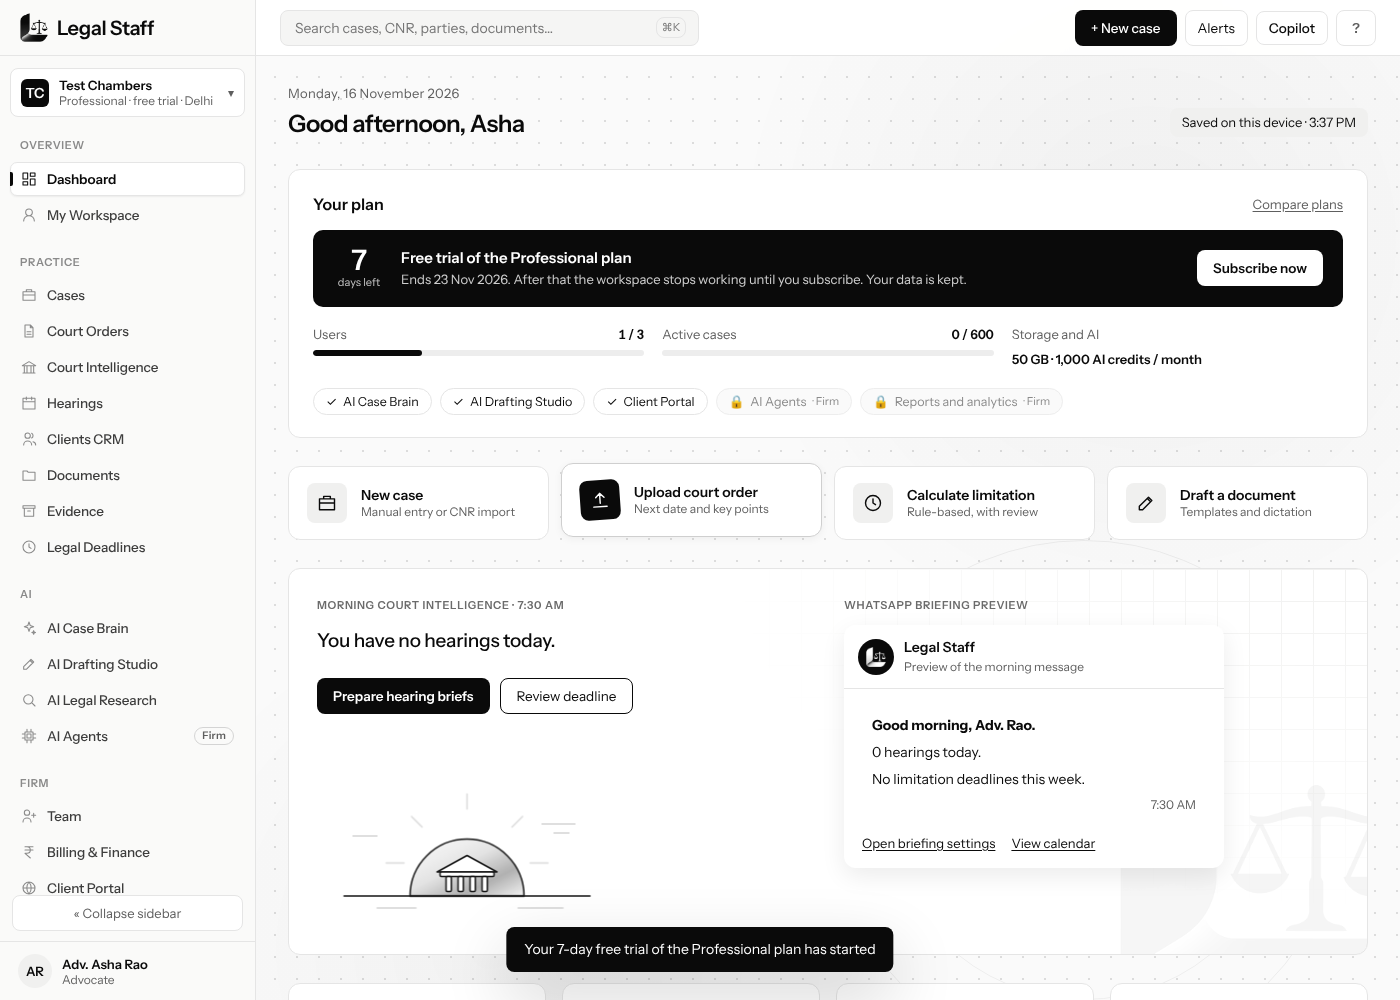 Legal Staff
Search cases, CNR, parties, documents...
⌘K
+ New case
Alerts
Copilot
?
TC
Test Chambers
Professional · free trial · Delhi
▾
OVERVIEW
Dashboard
My Workspace
PRACTICE
Cases
Court Orders
Court Intelligence
Hearings
Clients CRM
Documents
Evidence
Legal Deadlines
AI
AI Case Brain
AI Drafting Studio
AI Legal Research
AI Agents
Firm
FIRM
Team
Billing & Finance
Client Portal
« Collapse sidebar
AR
Adv. Asha Rao
Advocate
Monday, 16 November 2026
Good afternoon, Asha
Saved on this device · 3:37 PM
Your plan
Compare plans
7
days left
Free trial of the Professional plan
Ends 23 Nov 2026. After that the workspace stops working until you subscribe. Your data is kept.
Subscribe now
Users
1 / 3
Active cases
0 / 600
Storage and AI
50 GB · 1,000 AI credits / month
✓ AI Case Brain
✓ AI Drafting Studio
✓ Client Portal
🔒 AI Agents · Firm
🔒 Reports and analytics · Firm
New case
Manual entry or CNR import
Upload court order
Next date and key points
Calculate limitation
Rule-based, with review
Draft a document
Templates and dictation
MORNING COURT INTELLIGENCE · 7:30 AM
You have no hearings today.
Prepare hearing briefs
Review deadline
WHATSAPP BRIEFING PREVIEW
Legal Staff
Preview of the morning message
Good morning, Adv. Rao.
0 hearings today.
No limitation deadlines this week.
7:30 AM
Open briefing settings
View calendar
Your 7-day free trial of the Professional plan has started